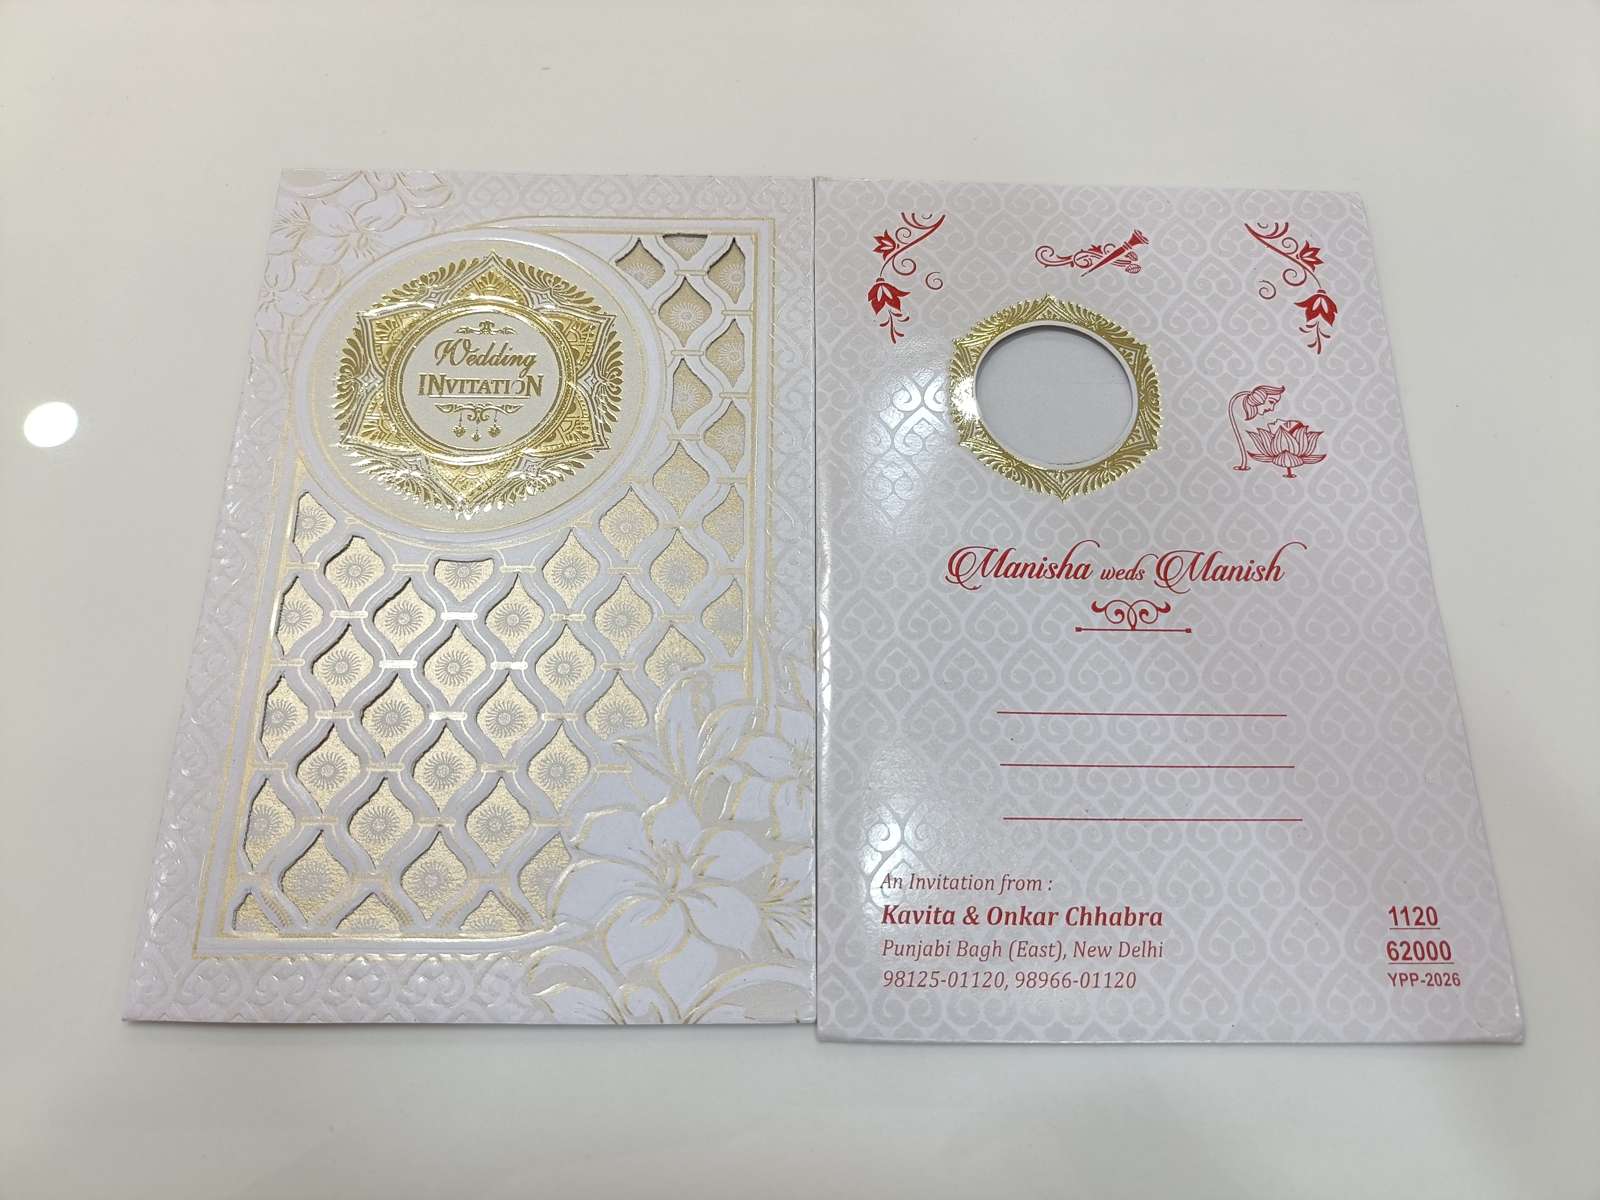 Wedding
INVITATION
Manisha weds Manish
An Invitation from :
Kavita & Onkar Chhabra
Punjabi Bagh (East), New Delhi
98125-01120, 98966-01120
1120
62000
YPP-2026